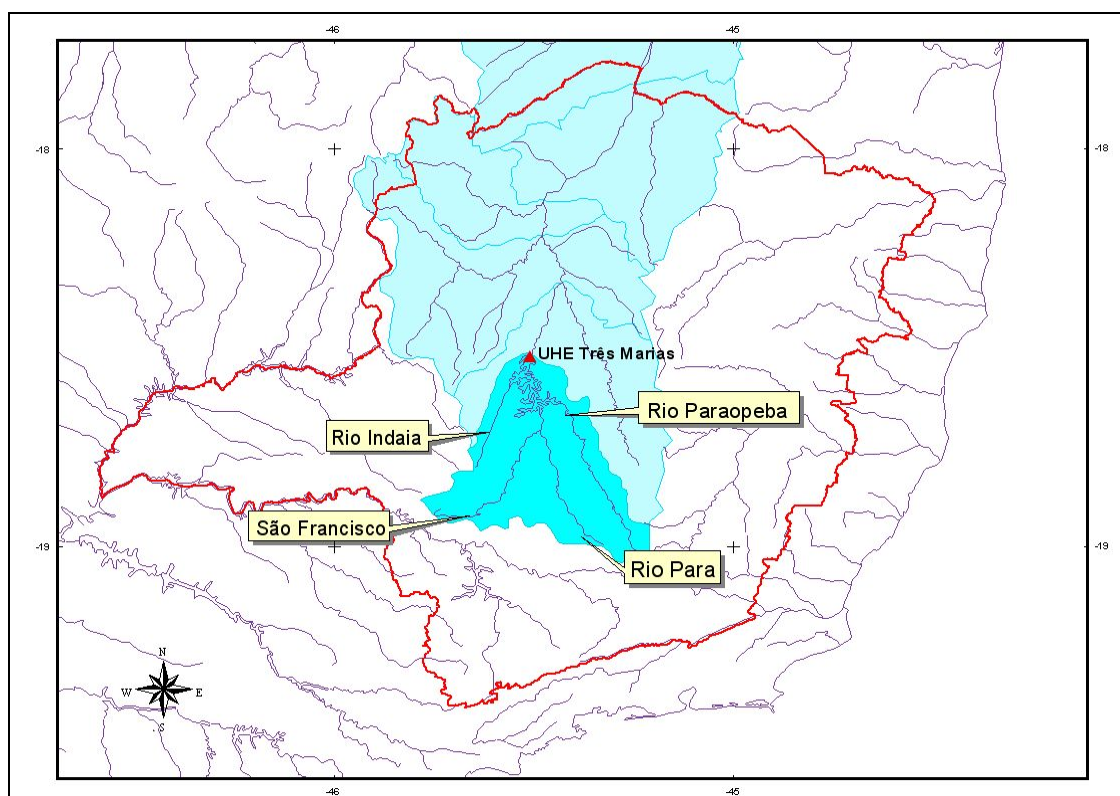 -46
-45
-18
-18
UHE Três Marias
Rio Paraopeba
Rio Indaia
São Francisco
-19
-19
Rio Para
N
W
E
S
-46
-45